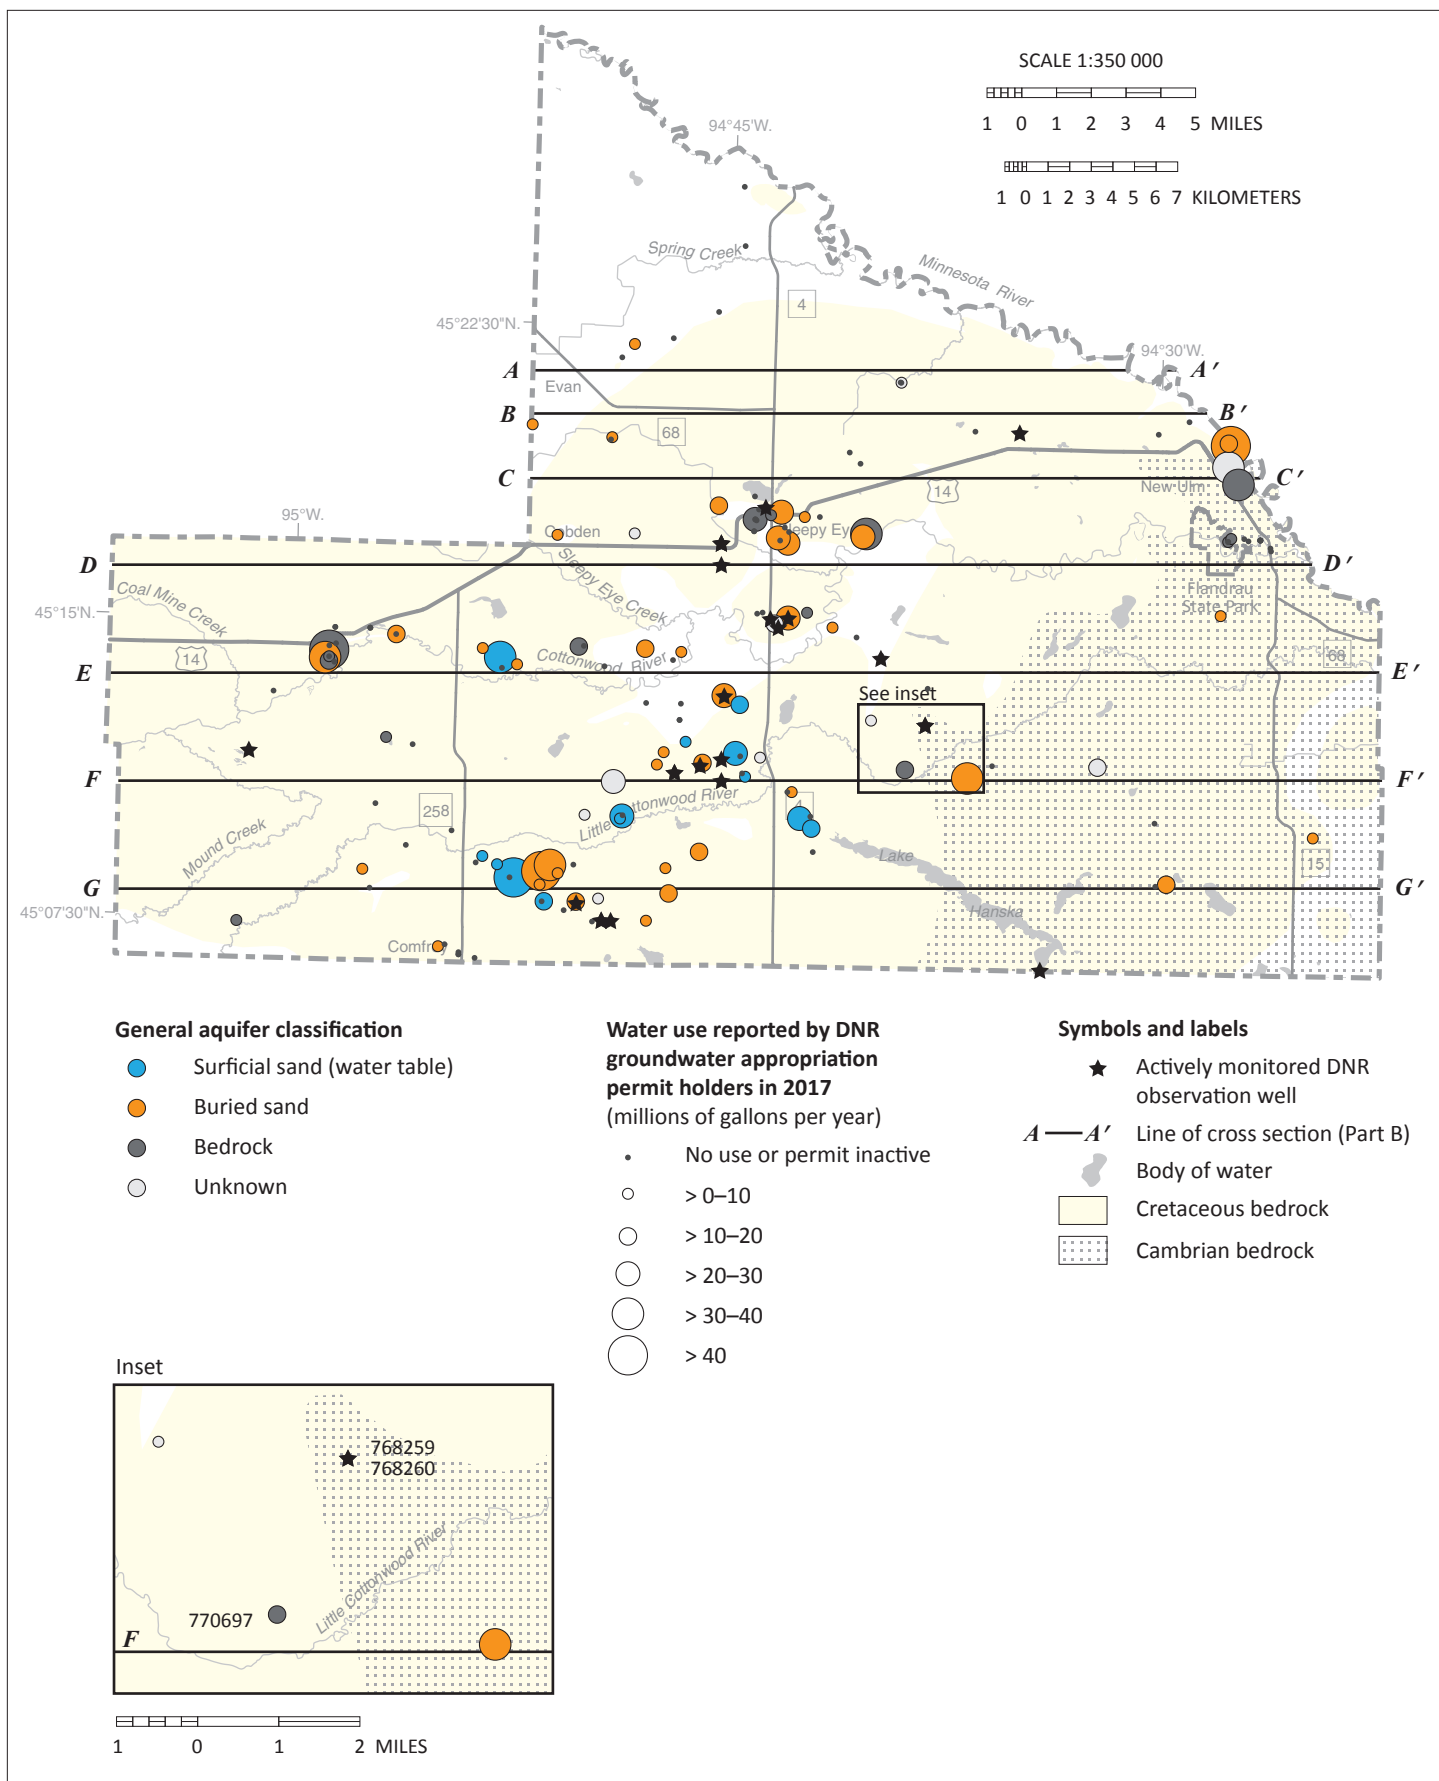 SCALE 1:350 000
1 0 1 2 3 4 5 MILES
1 0 1 2 3 4 5 6 7 KILOMETERS
94°45'W.
Spring Creek
Minnesota River
4
45°22'30"N.
94°30'W.
A A′
Evan
B B′
68
C C′
14
New Ulm
95°W.
Cobden
Sleepy Eye
D D′
Coal Mine Creek
Sleepy Eye Creek
Flandrau
State Park
45°15'N.
14
Cottonwood River
68
E E′
See inset
F F′
258
Little Cottonwood River
4
Mound Creek
Lake
15
G G′
45°07'30"N.
Hanska
Comfrey
General aquifer classification
Surficial sand (water table)
Buried sand
Bedrock
Unknown
Water use reported by DNR
groundwater appropriation
permit holders in 2017
(millions of gallons per year)
No use or permit inactive
> 0–10
> 10–20
> 20–30
> 30–40
> 40
Symbols and labels
Actively monitored DNR
observation well
A A′ Line of cross section (Part B)
Body of water
Cretaceous bedrock
Cambrian bedrock
Inset
768259
768260
Little Cottonwood River
770697
F
1 0 1 2 MILES